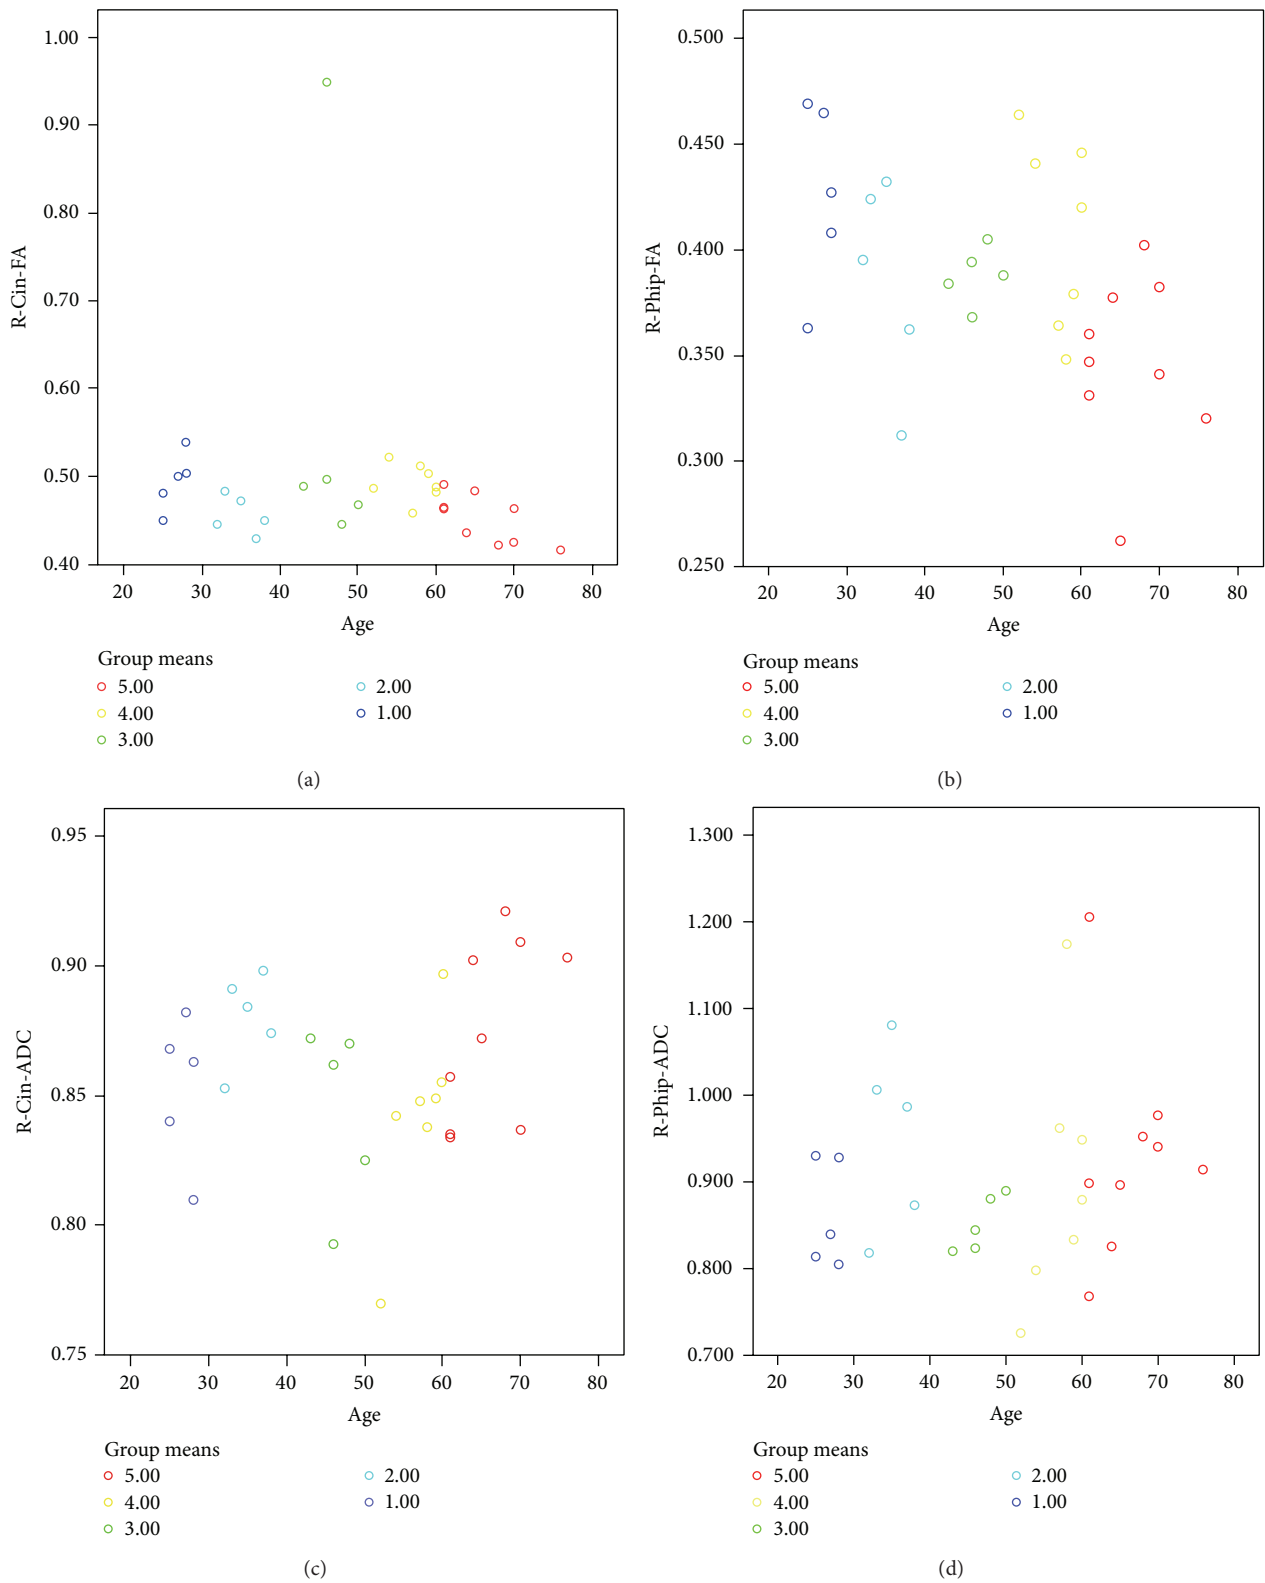 1.00
0.90
0.80
0.70
0.60
0.50
0.40
R-Cin-FA
20 30 40 50 60 70 80
Age
Group means
5.00 2.00
4.00 1.00
3.00
(a)
0.500
0.450
0.400
0.350
0.300
0.250
R-Phip-FA
20 30 40 50 60 70 80
Age
Group means
5.00 2.00
4.00 1.00
3.00
(b)
0.95
0.90
0.85
0.80
0.75
R-Cin-ADC
20 30 40 50 60 70 80
Age
Group means
5.00 2.00
4.00 1.00
3.00
(c)
1.300
1.200
1.100
1.000
0.900
0.800
0.700
R-Phip-ADC
20 30 40 50 60 70 80
Age
Group means
5.00 2.00
4.00 1.00
3.00
(d)